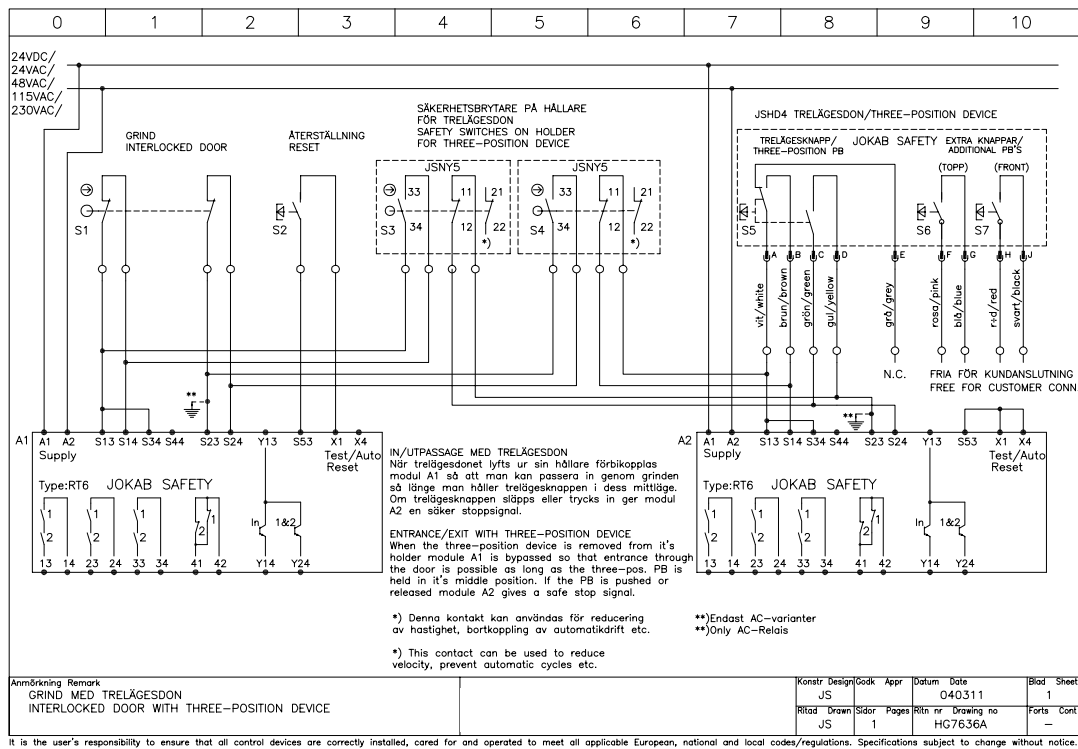 0 1 2 3 4 5 6 7 8 9 10
24VDC/
24VAC/
48VAC/
115VAC/
230VAC/
GRIND
INTERLOCKED DOOR
ÅTERSTÄLLNING
RESET
SÄKERHETSBRYTARE PÅ HÅLLARE
FÖR TRELÄGESDON
SAFETY SWITCHES ON HOLDER
FOR THREE-POSITION DEVICE
JSHD4 TRELÄGESDON/THREE-POSITION DEVICE
TRELÄGESKNAPP/
THREE-POSITION PB
JOKAB SAFETY
EXTRA KNAPPAR/
ADDITIONAL PB'S
(TOPP) (FRONT)
JSNY5 JSNY5
33 11 21 33 11 21
S1 S2 S3 34 12 22 S4 34 12 22 S5 S6 S7
*) *)
A B C D E F G H J
vit/white
brun/brown
grön/green
gul/yellow
grå/grey
rosa/pink
blå/blue
r+d/red
svart/black
N.C.
FRIA FÖR KUNDANSLUTNING
FREE FOR CUSTOMER CONN
** **
A1 A1 A2 S13 S14 S34 S44 S23 S24 Y13 S53 X1 X4
Supply
Test/Auto
Reset
Type:RT6 JOKAB SAFETY
1 1 1 1 In 1&2
2 2 2 2
13 14 23 24 33 34 41 42 Y14 Y24
IN/UTPASSAGE MED TRELÄGESDON
När trelägesdonet lyfts ur sin hållare förbikopplas
modul A1 så att man kan passera in genom grinden
så länge man håller trelägesknappen i dess mittläge.
Om trelägesknappen släpps eller trycks in ger modul
A2 en söker stoppsignal.
ENTRANCE/EXIT WITH THREE-POSITION DEVICE
When the three-position device is removed from it's
holder module A1 is bypassed so that entrance through
the door is possible as long as the three-pos. PB is
held in it's middle position. If the PB is pushed or
released module A2 gives a safe stop signal.
*) Denna kontakt kan användas för reducering
av hastighet, bortkoppling av automatikdrift etc.
*) This contact can be used to reduce
velocity, prevent automatic cycles etc.
A2 A1 A2 S13 S14 S34 S44 S23 S24 Y13 S53 X1 X4
Supply
Test/Auto
Reset
Type:RT6 JOKAB SAFETY
1 1 1 1 In 1&2
2 2 2 2
13 14 23 24 33 34 41 42 Y14 Y24
**)Endast AC-varianter
**)Only AC-Relais
Anmörkning Remark
GRIND MED TRELÄGESDON
INTERLOCKED DOOR WITH THREE-POSITION DEVICE
Konstr Design Godk Appr Datum Date Blad Sheet
JS 040311 1
Ritad Drawn Sidor Pages Ritn nr Drawing no Forts Cont
JS 1 HG7636A -
It is the user's responsibility to ensure that all control devices are correctly installed, cared for and operated to meet all applicable European, national and local codes/regulations. Specifications subject to change without notice.